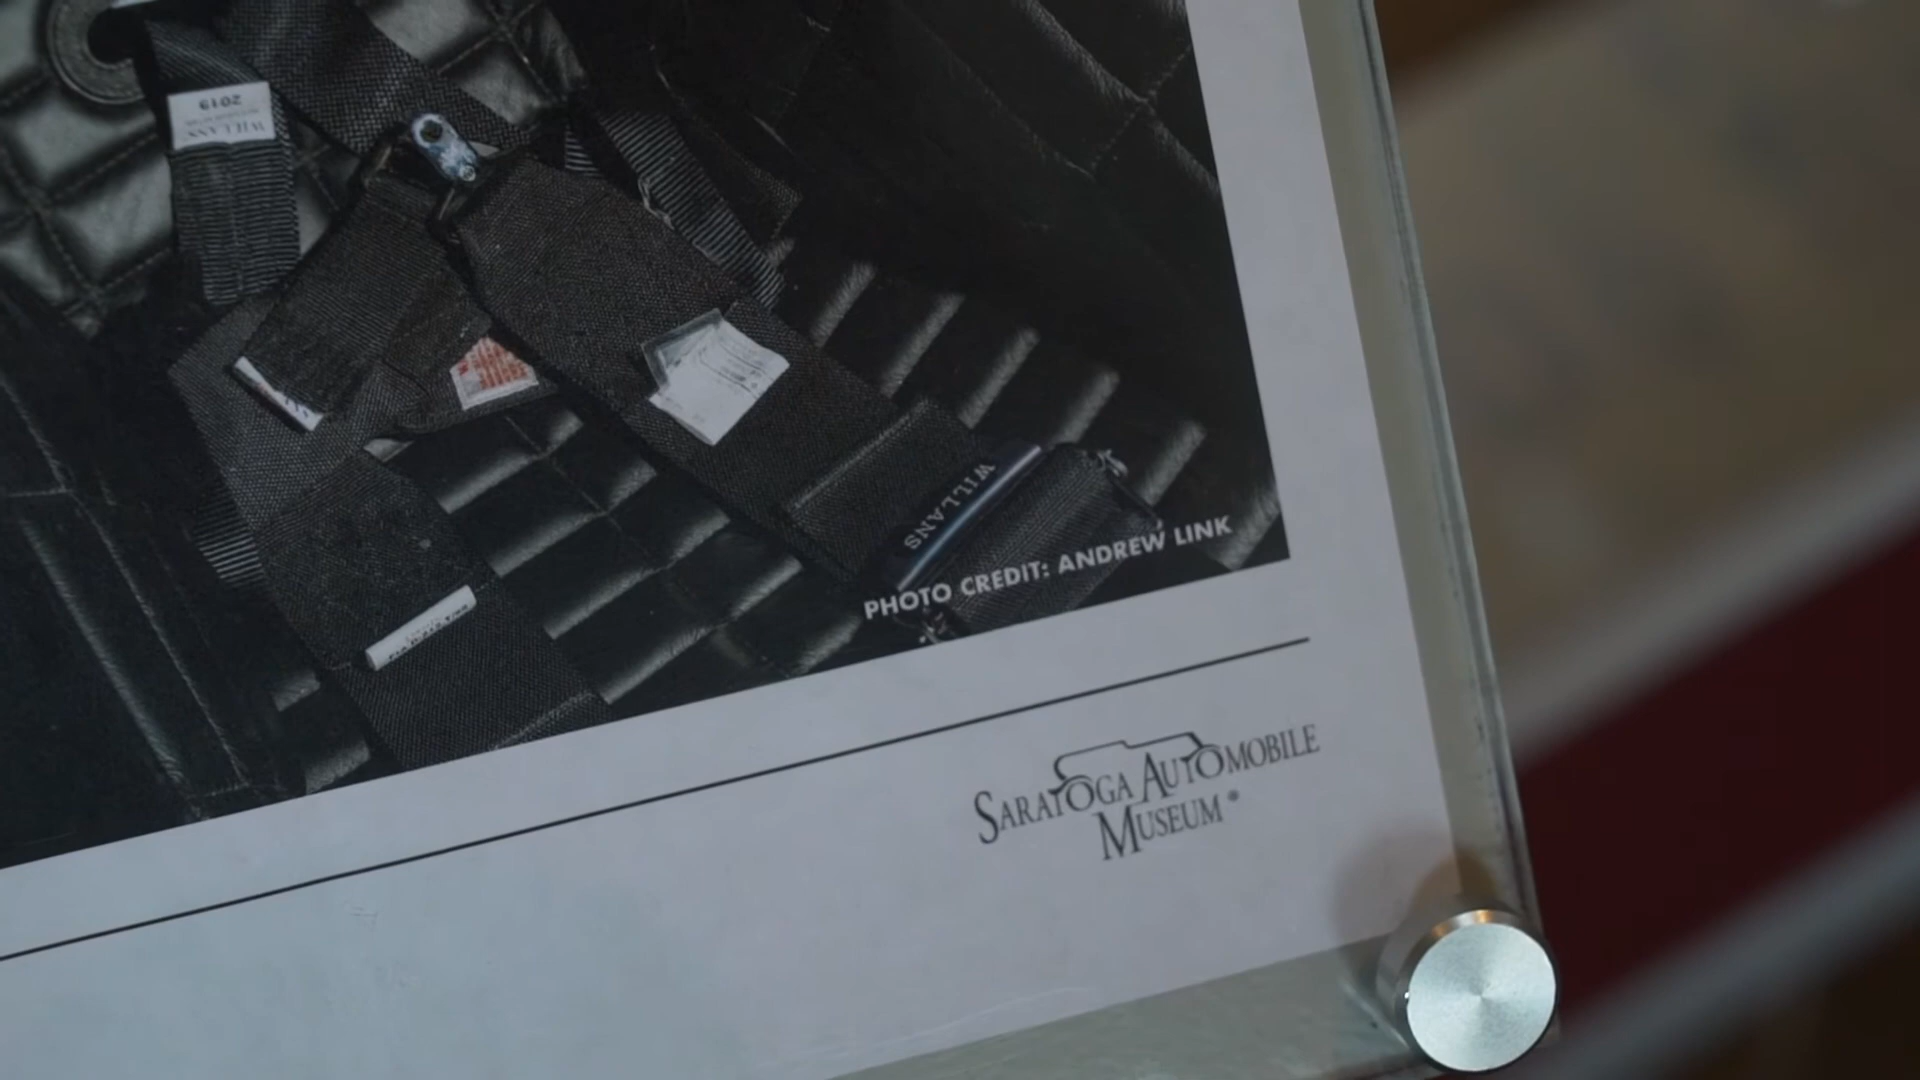 2019
WILLANS
WILLANS
PHOTO CREDIT: ANDREW LINK
SARATOGA AUTOMOBILE
MUSEUM®